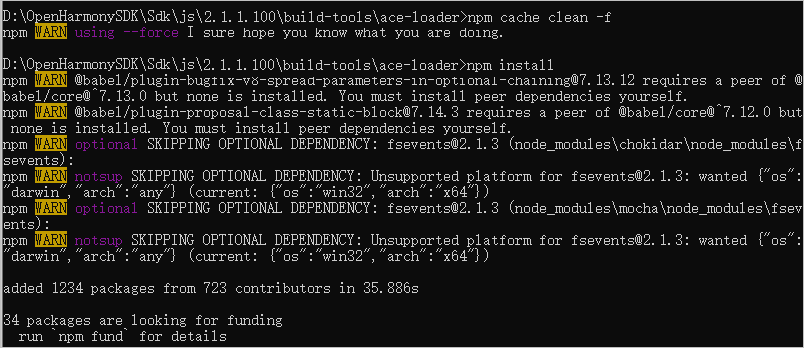 D:\OpenHarmonySDK\Sdk\js\2.1.1.100\build-tools\ace-loader>npm cache clean -f
npm WARN using --force I sure hope you know what you are doing.
D:\OpenHarmonySDK\Sdk\js\2.1.1.100\build-tools\ace-loader>npm install
npm WARN @babel/plugin-bugfix-v8-spread-parameters-in-optional-chaining@7.13.12 requires a peer of @
babel/core@^7.13.0 but none is installed. You must install peer dependencies yourself.
npm WARN @babel/plugin-proposal-class-static-block@7.14.3 requires a peer of @babel/core@^7.12.0 but
none is installed. You must install peer dependencies yourself.
npm WARN optional SKIPPING OPTIONAL DEPENDENCY: fsevents@2.1.3 (node_modules\chokidar\node_modules\f
sevents):
npm WARN notsup SKIPPING OPTIONAL DEPENDENCY: Unsupported platform for fsevents@2.1.3: wanted {"os":
"darwin","arch":"any"} (current: {"os":"win32","arch":"x64"})
npm WARN optional SKIPPING OPTIONAL DEPENDENCY: fsevents@2.1.3 (node_modules\mocha\node_modules\fsev
ents):
npm WARN notsup SKIPPING OPTIONAL DEPENDENCY: Unsupported platform for fsevents@2.1.3: wanted {"os":
"darwin","arch":"any"} (current: {"os":"win32","arch":"x64"})
added 1234 packages from 723 contributors in 35.886s
34 packages are looking for funding
run `npm fund` for details